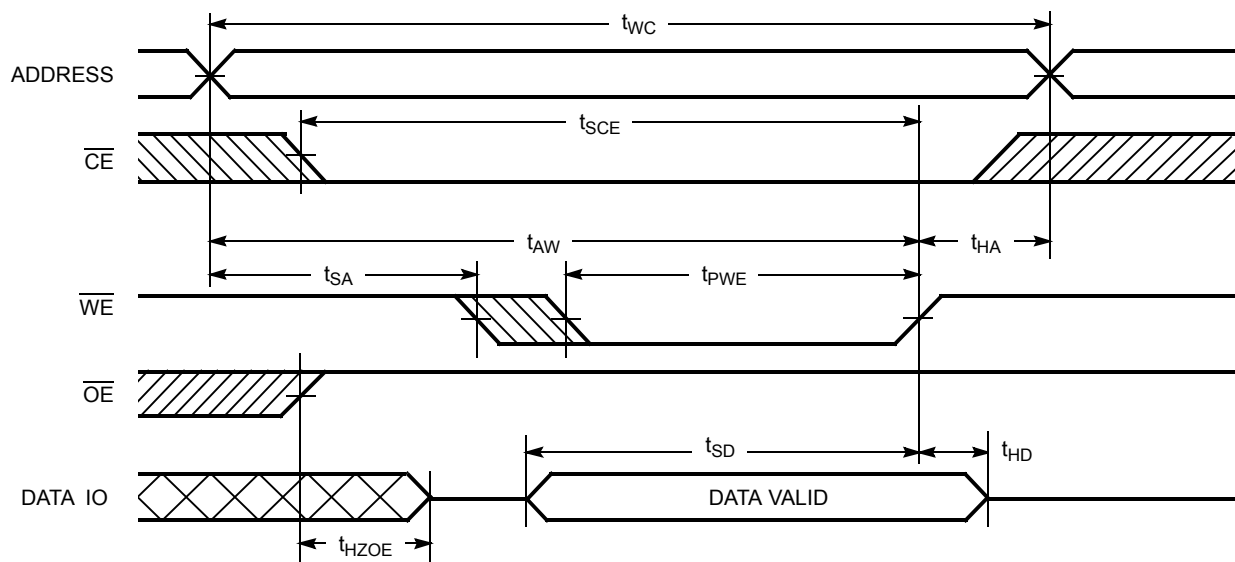 tWC
ADDRESS
tSCE
CE
tAW
tHA
tSA
tPWE
WE
OE
tSD
tHD
DATA IO
DATA VALID
tHZOE